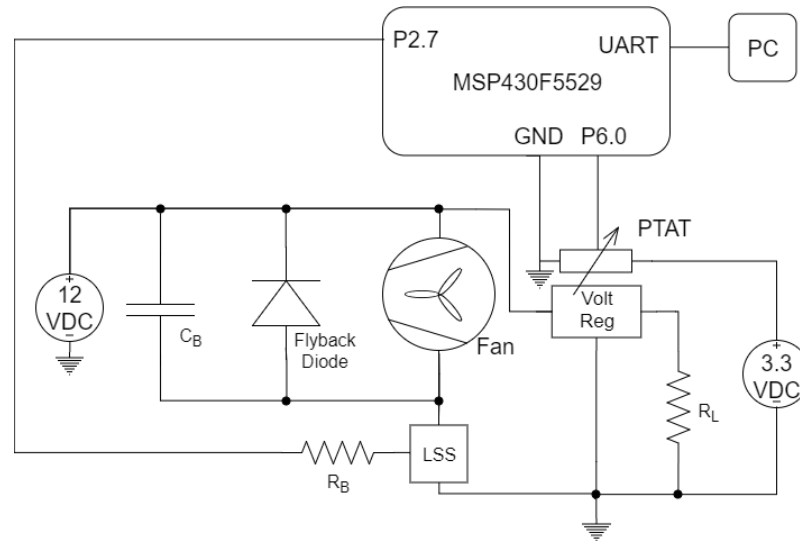 P2.7
UART
PC
MSP430F5529
GND P6.0
PTAT
+
12
VDC
-
C_B
Flyback
Diode
Fan
Volt
Reg
+
3.3
VDC
-
R_L
LSS
R_B